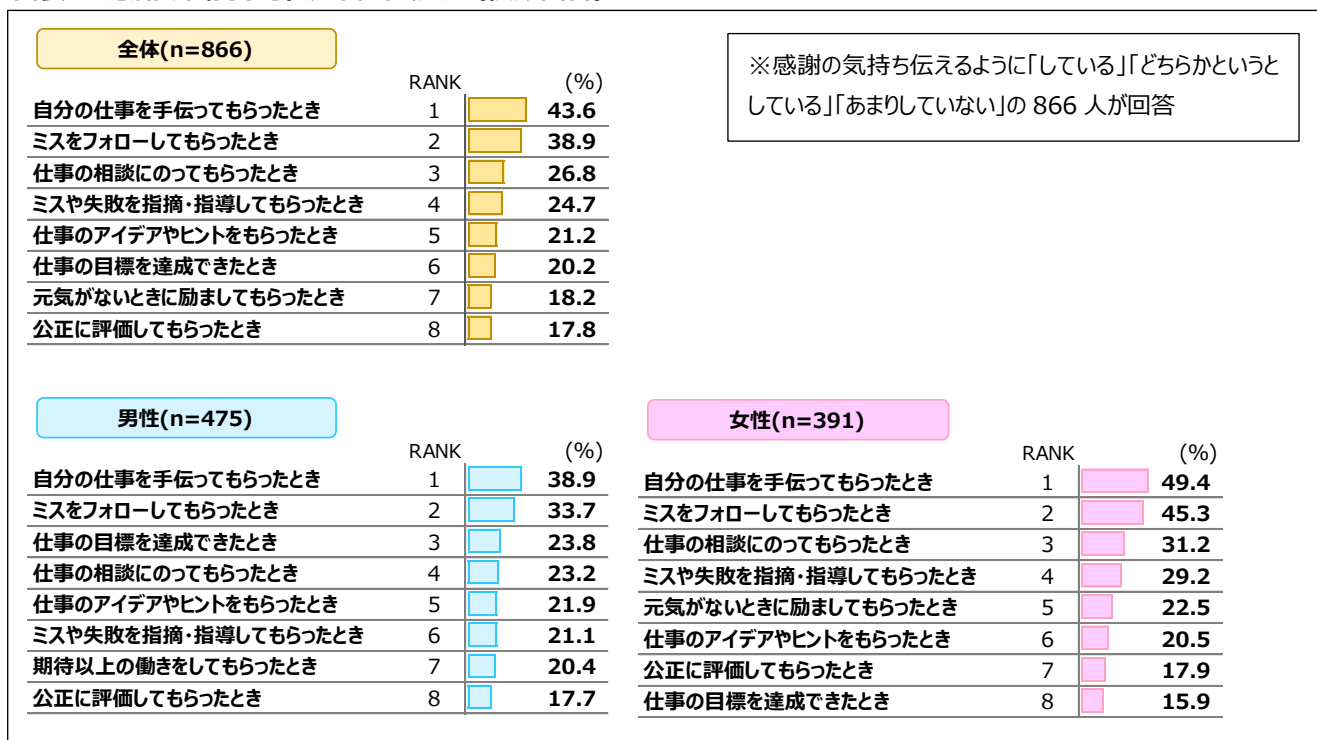 全体(n=866)
※感謝の気持ち伝えるように「している」「どちらかというと
している」「あまりしていない」の 866 人が回答
RANK (%)
自分の仕事を手伝ってもらったとき 1 43.6
ミスをフォローしてもらったとき 2 38.9
仕事の相談にのってもらったとき 3 26.8
ミスや失敗を指摘・指導してもらったとき 4 24.7
仕事のアイデアやヒントをもらったとき 5 21.2
仕事の目標を達成できたとき 6 20.2
元気がないときに励ましてもらったとき 7 18.2
公正に評価してもらったとき 8 17.8
男性(n=475)
RANK (%)
自分の仕事を手伝ってもらったとき 1 38.9
ミスをフォローしてもらったとき 2 33.7
仕事の目標を達成できたとき 3 23.8
仕事の相談にのってもらったとき 4 23.2
仕事のアイデアやヒントをもらったとき 5 21.9
ミスや失敗を指摘・指導してもらったとき 6 21.1
期待以上の働きをしてもらったとき 7 20.4
公正に評価してもらったとき 8 17.7
女性(n=391)
RANK (%)
自分の仕事を手伝ってもらったとき 1 49.4
ミスをフォローしてもらったとき 2 45.3
仕事の相談にのってもらったとき 3 31.2
ミスや失敗を指摘・指導してもらったとき 4 29.2
元気がないときに励ましてもらったとき 5 22.5
仕事のアイデアやヒントをもらったとき 6 20.5
公正に評価してもらったとき 7 17.9
仕事の目標を達成できたとき 8 15.9